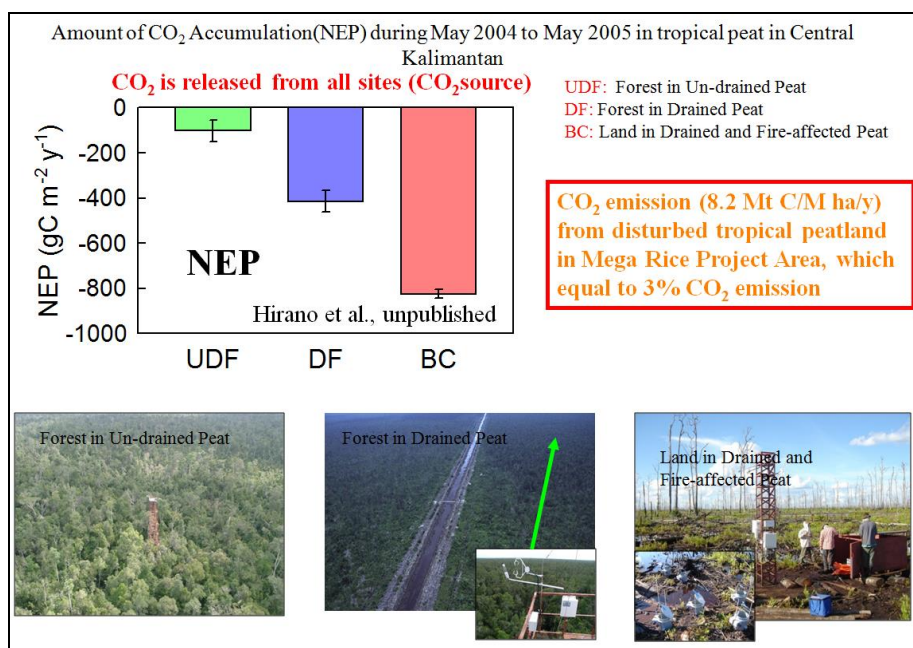 Amount of CO₂ Accumulation(NEP) during May 2004 to May 2005 in tropical peat in Central
Kalimantan
CO₂ is released from all sites (CO₂source)
UDF: Forest in Un-drained Peat
DF: Forest in Drained Peat
BC: Land in Drained and Fire-affected Peat
0
-200
-400
-600
-800
-1000
NEP (gC m⁻² y⁻¹)
NEP
Hirano et al., unpublished
UDF
DF
BC
CO₂ emission (8.2 Mt C/M ha/y)
from disturbed tropical peatland
in Mega Rice Project Area, which
equal to 3% CO₂ emission
Forest in Un-drained Peat
Forest in Drained Peat
Land in Drained and
Fire-affected Peat